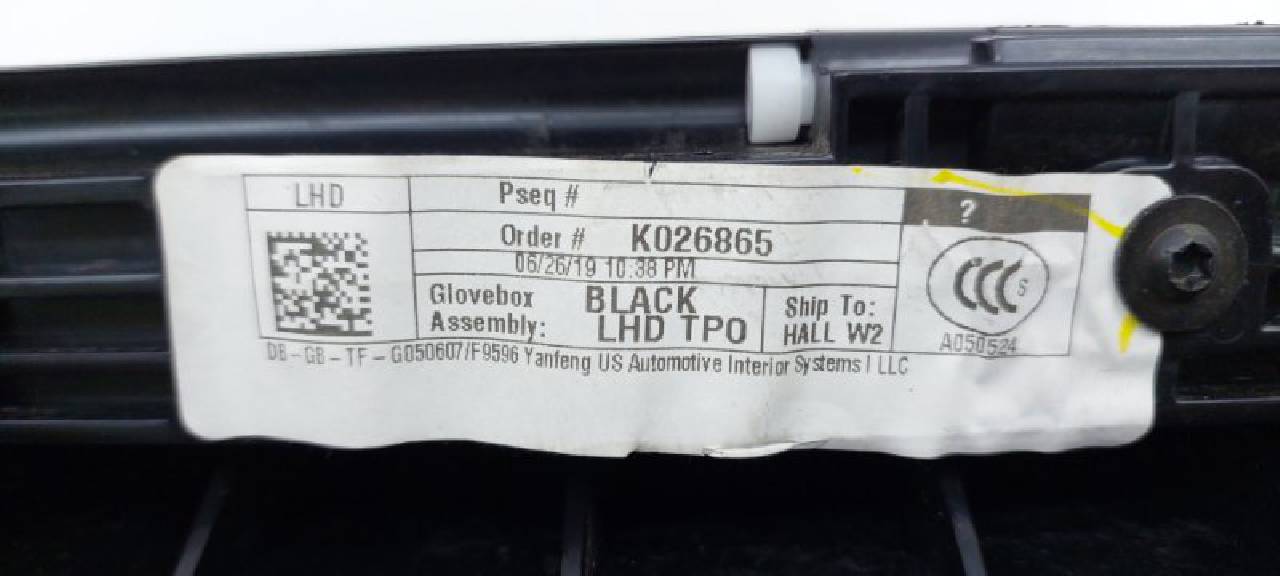 LHD
Pseq #
?
Order # K026865
06/26/19 10:38 PM
CCC S
Glovebox Assembly: BLACK LHD TPO
Ship To: HALL W2
A050524
DB-GB-TF-G050607/F9596 Yanfeng US Automotive Interior Systems I LLC